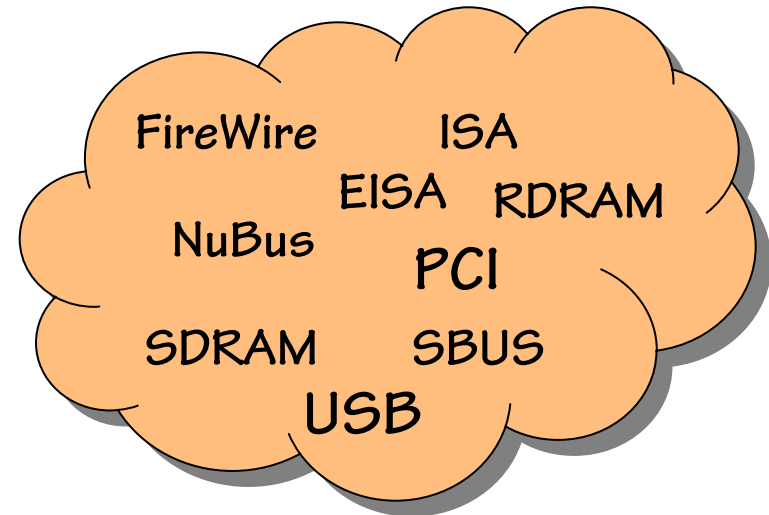 FireWire
ISA
EISA
RDRAM
NuBus
PCI
SDRAM
SBUS
USB